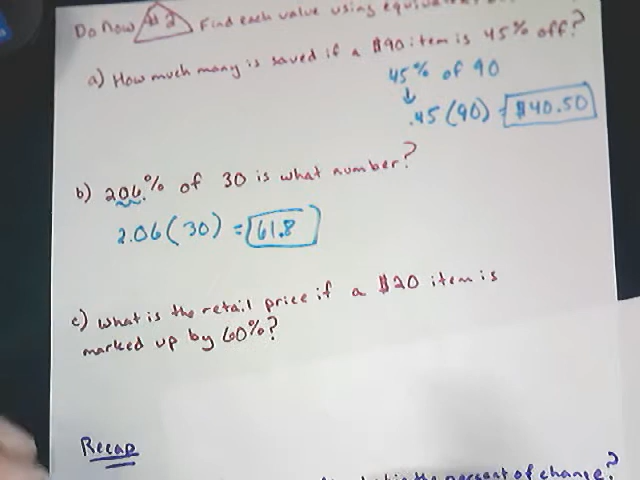 Do Now #2 Find each value using
a) How much many is saved if a $90 item is 45% off?
45% of 90
↓
.45(90) = $40.50
b) 206.% of 30 is what number?
2.06(30) = 61.8
c) What is the retail price if a $20 item is
marked up by 60%?
Recap
the percent of change?